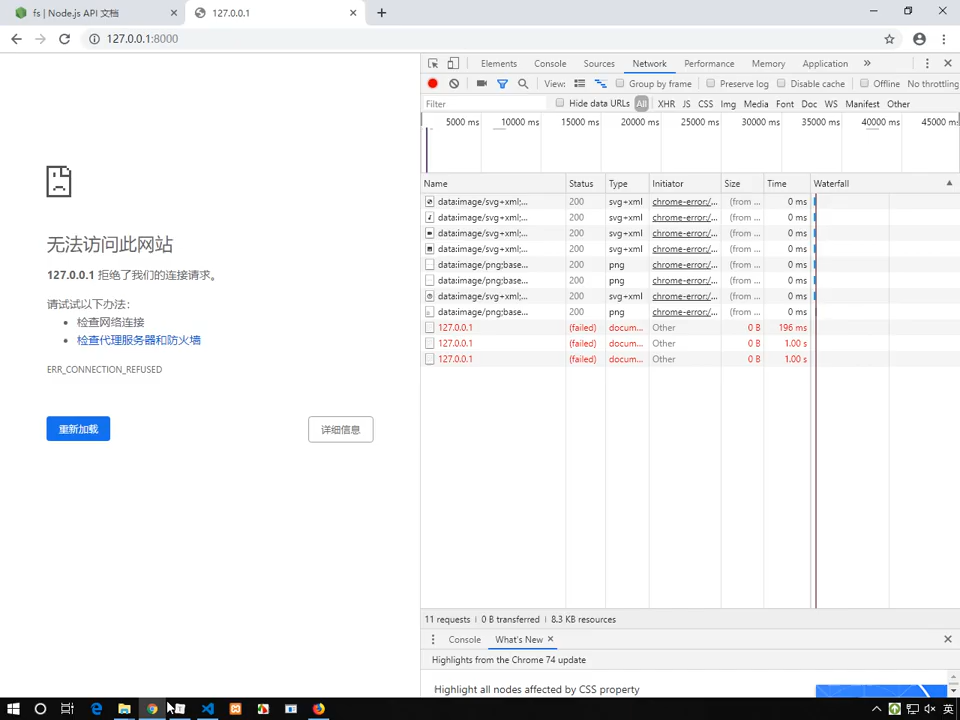 fs | Node.js API 文档
127.0.0.1
127.0.0.1:8000
无法访问此网站
127.0.0.1 拒绝了我们的连接请求。
请试试以下办法：
检查网络连接
检查代理服务器和防火墙
ERR_CONNECTION_REFUSED
重新加载
详细信息
Elements Console Sources Network Performance Memory Application »
View: Group by frame Preserve log Disable cache Offline No throttling
Filter Hide data URLs All XHR JS CSS Img Media Font Doc WS Manifest Other
5000 ms 10000 ms 15000 ms 20000 ms 25000 ms 30000 ms 35000 ms 40000 ms 45000 ms
Name Status Type Initiator Size Time Waterfall
data:image/svg+xml;... 200 svg+xml chrome-error:/... (from ... 0 ms
data:image/svg+xml;... 200 svg+xml chrome-error:/... (from ... 0 ms
data:image/svg+xml;... 200 svg+xml chrome-error:/... (from ... 0 ms
data:image/svg+xml;... 200 svg+xml chrome-error:/... (from ... 0 ms
data:image/png;base... 200 png chrome-error:/... (from ... 0 ms
data:image/png;base... 200 png chrome-error:/... (from ... 0 ms
data:image/svg+xml;... 200 svg+xml chrome-error:/... (from ... 0 ms
data:image/png;base... 200 png chrome-error:/... (from ... 0 ms
127.0.0.1 (failed) docum... Other 0 B 196 ms
127.0.0.1 (failed) docum... Other 0 B 1.00 s
127.0.0.1 (failed) docum... Other 0 B 1.00 s
11 requests | 0 B transferred | 8.3 KB resources
Console What's New
Highlights from the Chrome 74 update
Highlight all nodes affected by CSS property
英